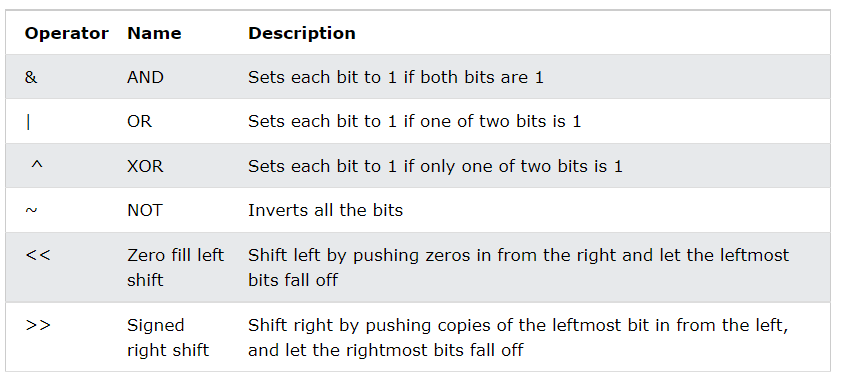 Operator Name Description
& AND Sets each bit to 1 if both bits are 1
| OR Sets each bit to 1 if one of two bits is 1
^ XOR Sets each bit to 1 if only one of two bits is 1
~ NOT Inverts all the bits
<< Zero fill left Shift left by pushing zeros in from the right and let the leftmost
shift bits fall off
>> Signed Shift right by pushing copies of the leftmost bit in from the left,
right shift and let the rightmost bits fall off